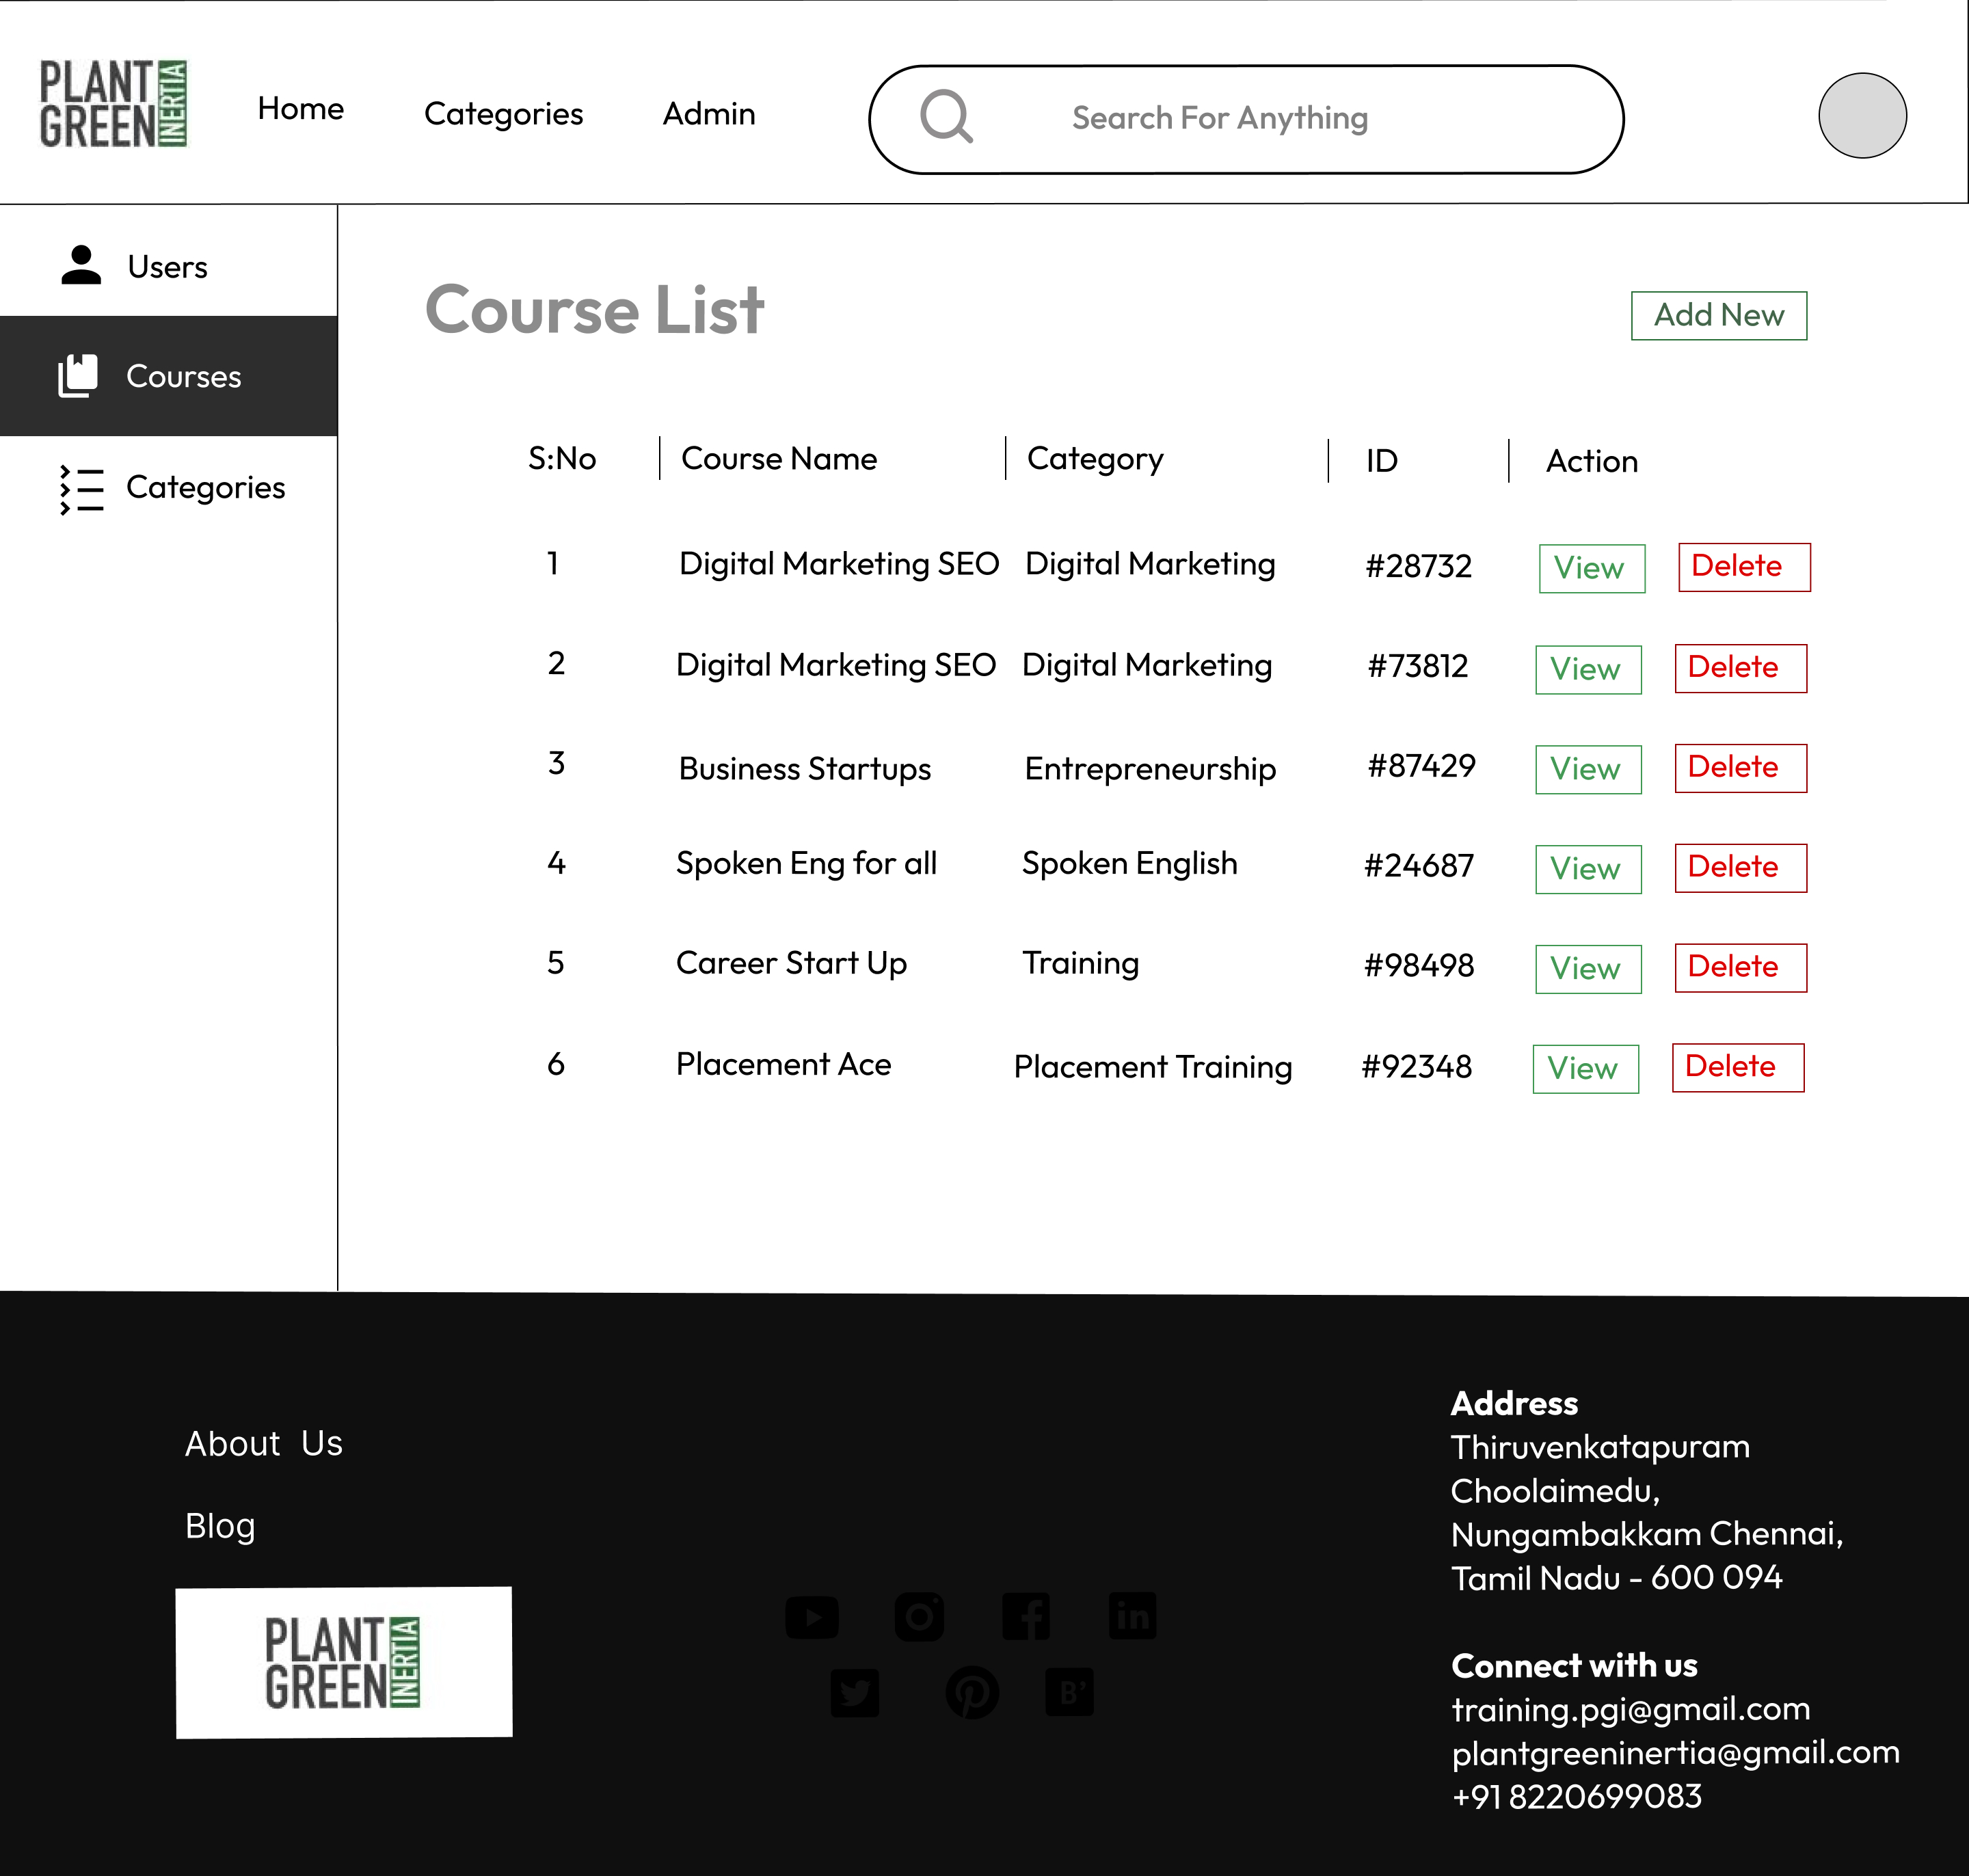 PLANT
GREEN
INERTIA
Home Categories Admin Search For Anything
Users
Courses
Categories
Course List
Add New
S:No Course Name Category ID Action
1 Digital Marketing SEO Digital Marketing #28732 View Delete
2 Digital Marketing SEO Digital Marketing #73812 View Delete
3 Business Startups Entrepreneurship #87429 View Delete
4 Spoken Eng for all Spoken English #24687 View Delete
5 Career Start Up Training #98498 View Delete
6 Placement Ace Placement Training #92348 View Delete
About Us
Blog
PLANT
GREEN
INERTIA
in
B'
Address
Thiruvenkatapuram
Choolaimedu,
Nungambakkam Chennai,
Tamil Nadu - 600 094
Connect with us
training.pgi@gmail.com
plantgreeninertia@gmail.com
+91 8220699083